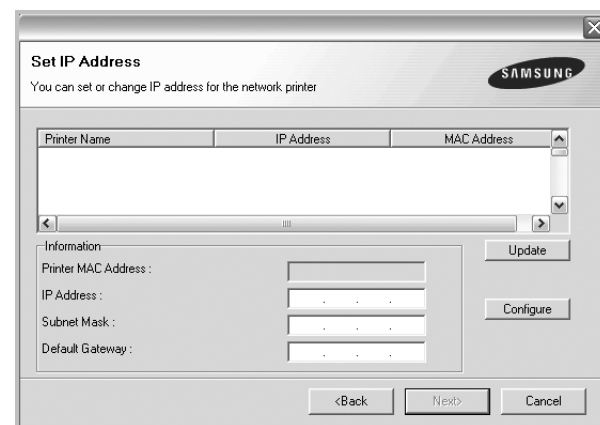 Set IP Address
You can set or change IP address for the network printer
SAMSUNG
Printer Name IP Address MAC Address
Information
Update
Printer MAC Address :
IP Address : . . .
Configure
Subnet Mask : . . .
Default Gateway : . . .
<Back Next> Cancel